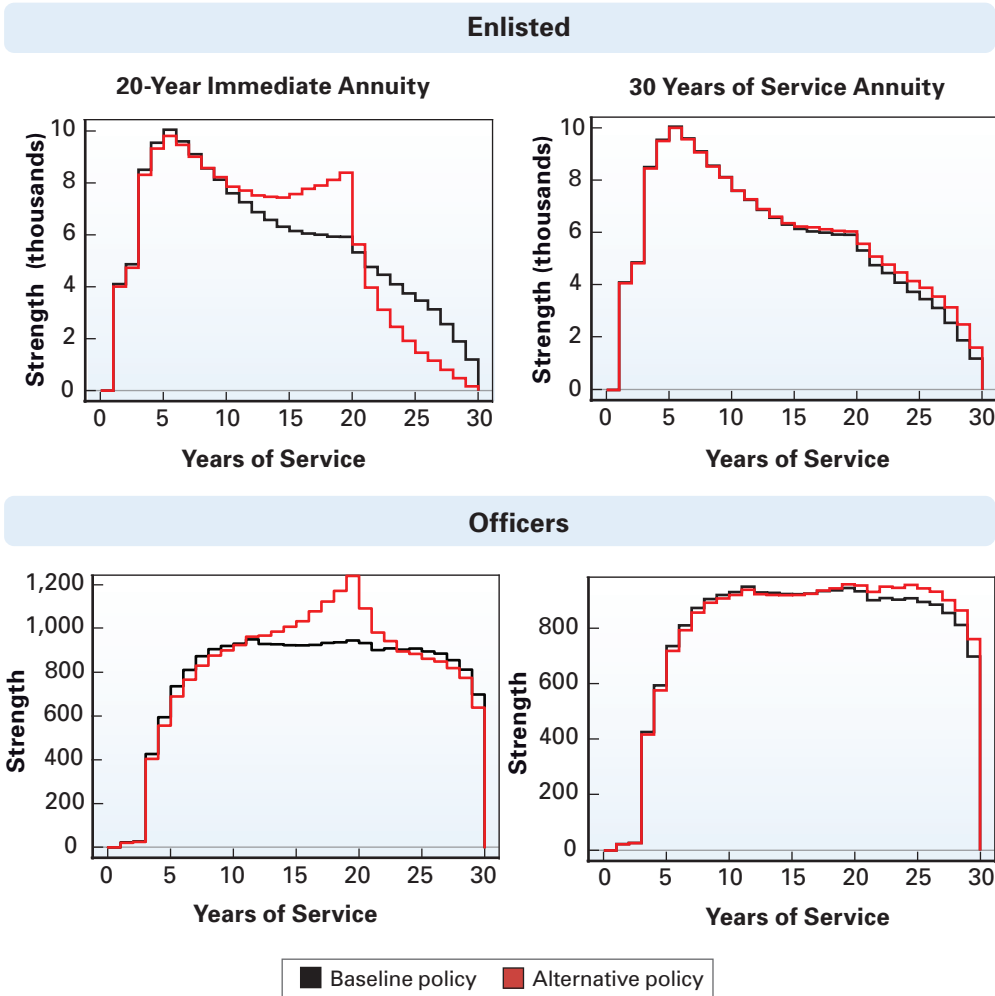 Enlisted
20-Year Immediate Annuity
Strength (thousands)
10
8
6
4
2
0
0 5 10 15 20 25 30
Years of Service
30 Years of Service Annuity
Strength (thousands)
10
8
6
4
2
0
0 5 10 15 20 25 30
Years of Service
Officers
Strength
1,200
1,000
800
600
400
200
0
0 5 10 15 20 25 30
Years of Service
Strength
800
600
400
200
0
0 5 10 15 20 25 30
Years of Service
Baseline policy Alternative policy